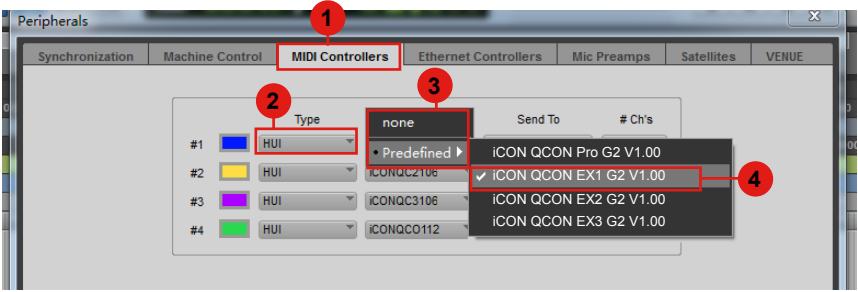 Peripherals
1
Synchronization Machine Control MIDI Controllers Ethernet Controllers Mic Preamps Satellites VENUE
2 3
Type none Send To # Ch's
#1 HUI • Predefined iCON QCON Pro G2 V1.00
#2 HUI iCONQC2106 ✓ iCON QCON EX1 G2 V1.00 4
#3 HUI iCONQC3106 iCON QCON EX2 G2 V1.00
#4 HUI iCONQCO112 iCON QCON EX3 G2 V1.00